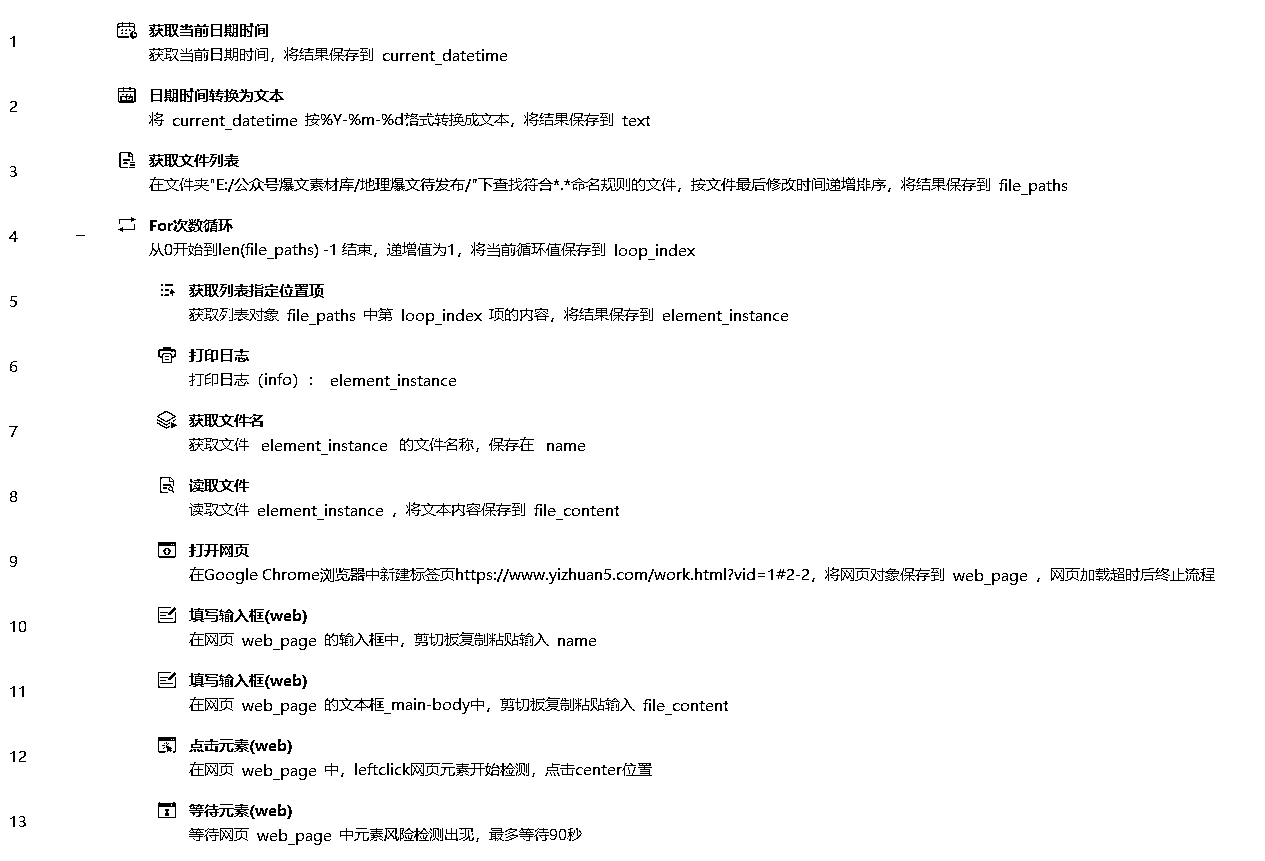 1
获取当前日期时间
获取当前日期时间，将结果保存到 current_datetime
2
日期时间转换为文本
将 current_datetime 按%Y-%m-%d格式转换成文本，将结果保存到 text
3
获取文件列表
在文件夹"E:/公众号爆文素材库/地理爆文待发布/"下查找符合*.*命名规则的文件，按文件最后修改时间递增排序，将结果保存到 file_paths
4
For次数循环
从0开始到len(file_paths) -1 结束，递增值为1，将当前循环值保存到 loop_index
5
获取列表指定位置项
获取列表对象 file_paths 中第 loop_index 项的内容，将结果保存到 element_instance
6
打印日志
打印日志（info）： element_instance
7
获取文件名
获取文件 element_instance 的文件名称，保存在 name
8
读取文件
读取文件 element_instance ，将文本内容保存到 file_content
9
打开网页
在Google Chrome浏览器中新建标签页https://www.yizhuan5.com/work.html?vid=1#2-2，将网页对象保存到 web_page ，网页加载超时后终止流程
10
填写输入框(web)
在网页 web_page 的输入框中，剪切板复制粘贴输入 name
11
填写输入框(web)
在网页 web_page 的文本框_main-body中，剪切板复制粘贴输入 file_content
12
点击元素(web)
在网页 web_page 中，leftclick网页元素开始检测，点击center位置
13
等待元素(web)
等待网页 web_page 中元素风险检测出现，最多等待90秒